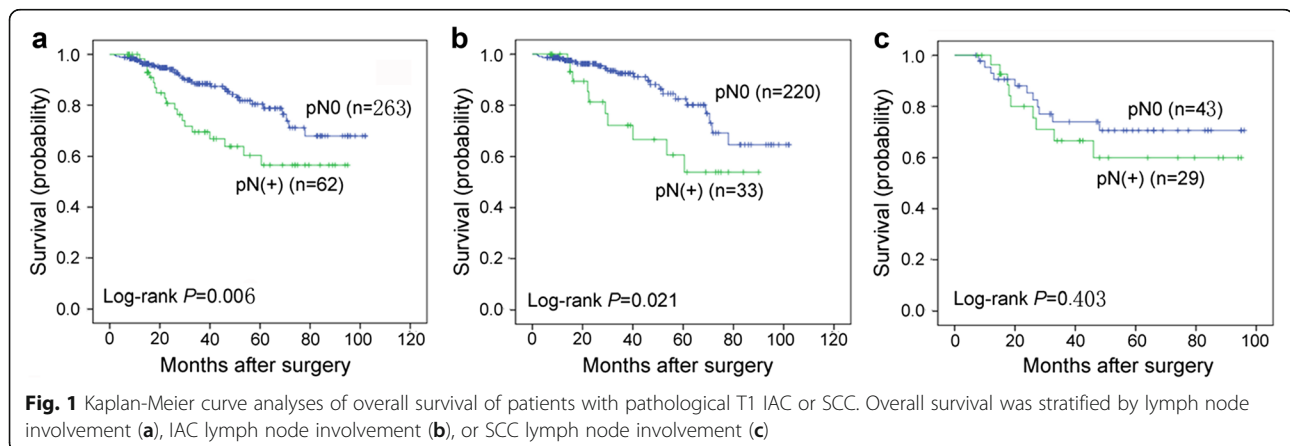 a
1.0
0.8
0.6
0.4
0.2
0.0
Survival (probability)
pN0 (n=263)
pN(+) (n=62)
Log-rank P=0.006
0 20 40 60 80 100 120
Months after surgery
b
1.0
0.8
0.6
0.4
0.2
0.0
Survival (probability)
pN0 (n=220)
pN(+) (n=33)
Log-rank P=0.021
0 20 40 60 80 100 120
Months after surgery
c
1.0
0.8
0.6
0.4
0.2
0.0
Survival (probability)
pN0 (n=43)
pN(+) (n=29)
Log-rank P=0.403
0 20 40 60 80 100
Months after surgery
Fig. 1 Kaplan-Meier curve analyses of overall survival of patients with pathological T1 IAC or SCC. Overall survival was stratified by lymph node
involvement (a), IAC lymph node involvement (b), or SCC lymph node involvement (c)